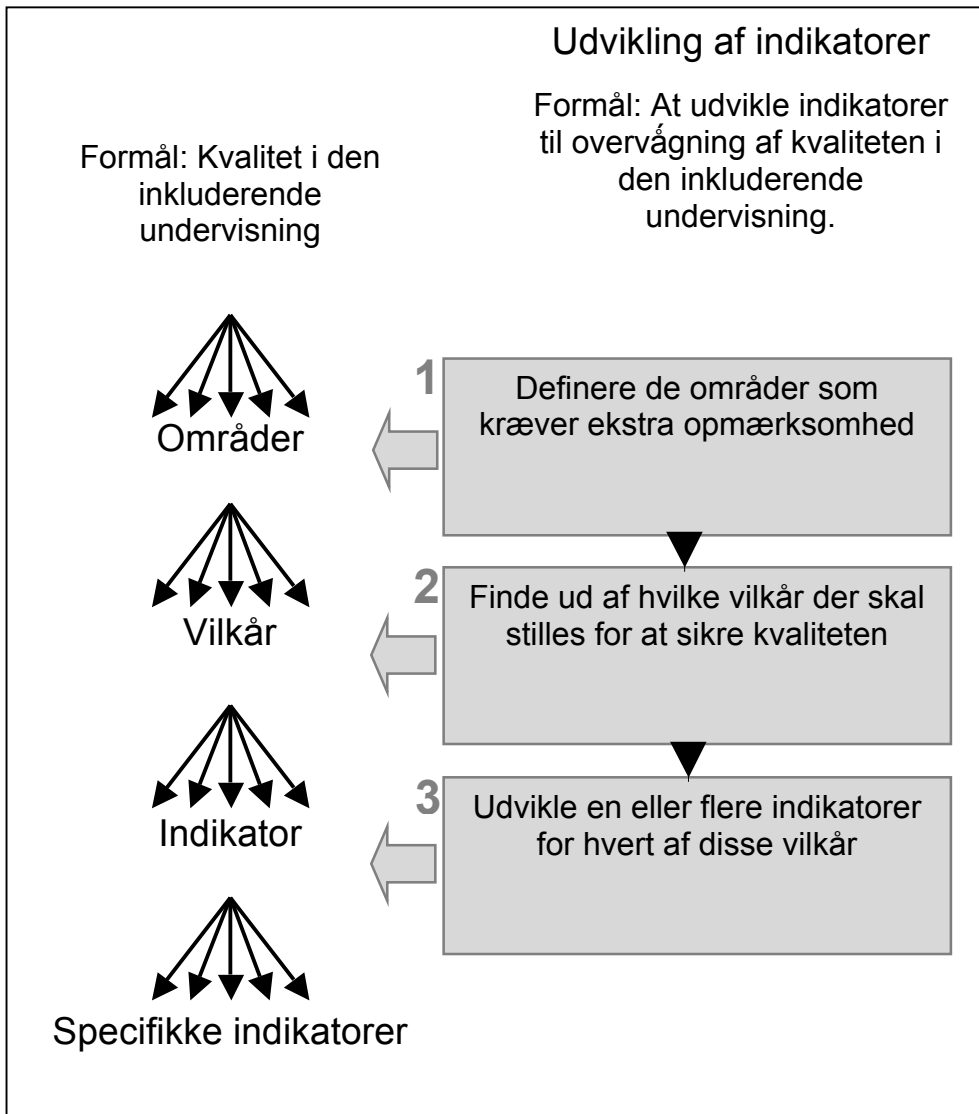 Udvikling af indikatorer
Formål: At udvikle indikatorer
til overvågning af kvaliteten i
den inkluderende
undervisning.
Formål: Kvalitet i den
inkluderende
undervisning
Områder
1
Definere de områder som
kræver ekstra opmærksomhed
Vilkår
2
Finde ud af hvilke vilkår der skal
stilles for at sikre kvaliteten
Indikator
3
Udvikle en eller flere indikatorer
for hvert af disse vilkår
Specifikke indikatorer